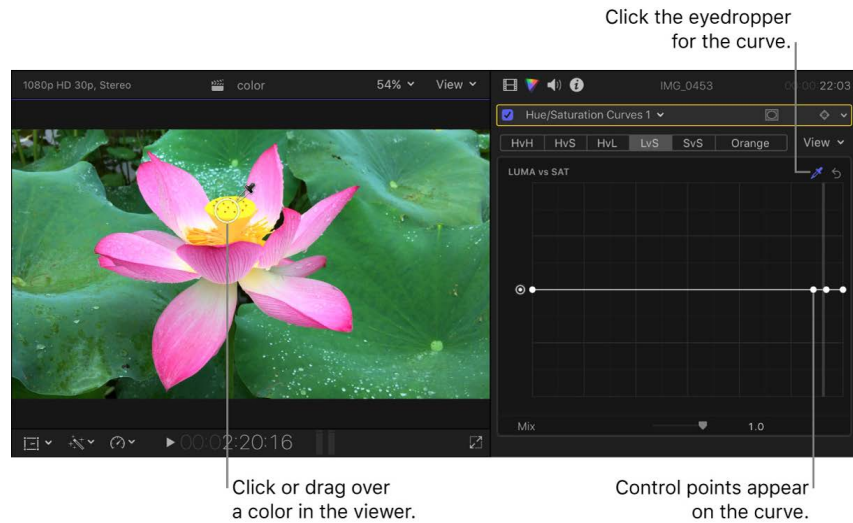 Click the eyedropper
for the curve.
1080p HD 30p, Stereo
color
54%
View
IMG_0453
00:00:22:03
Hue/Saturation Curves 1
HvH
HvS
HvL
LvS
SvS
Orange
View
LUMA vs SAT
Mix
1.0
00:02:20:16
Click or drag over
a color in the viewer.
Control points appear
on the curve.